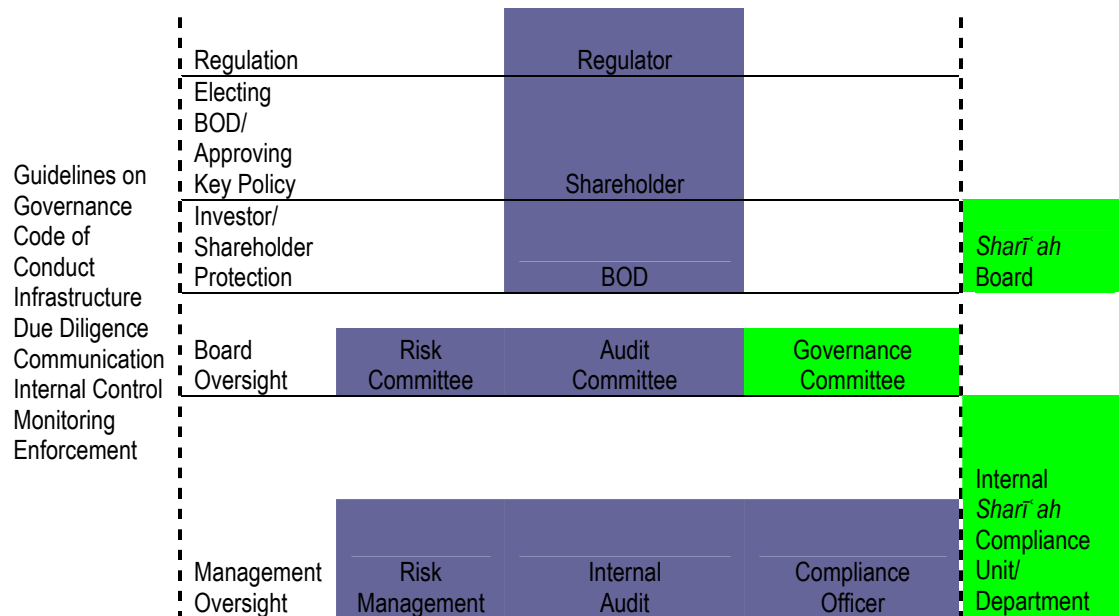 Guidelines on
Governance
Code of
Conduct
Infrastructure
Due Diligence
Communication
Internal Control
Monitoring
Enforcement
Regulation
Regulator
Electing
BOD/
Approving
Key Policy
Shareholder
Investor/
Shareholder
Protection
BOD
Sharīʿah
Board
Board
Oversight
Risk
Committee
Audit
Committee
Governance
Committee
Management
Oversight
Risk
Management
Internal
Audit
Compliance
Officer
Internal
Sharīʿah
Compliance
Unit/
Department